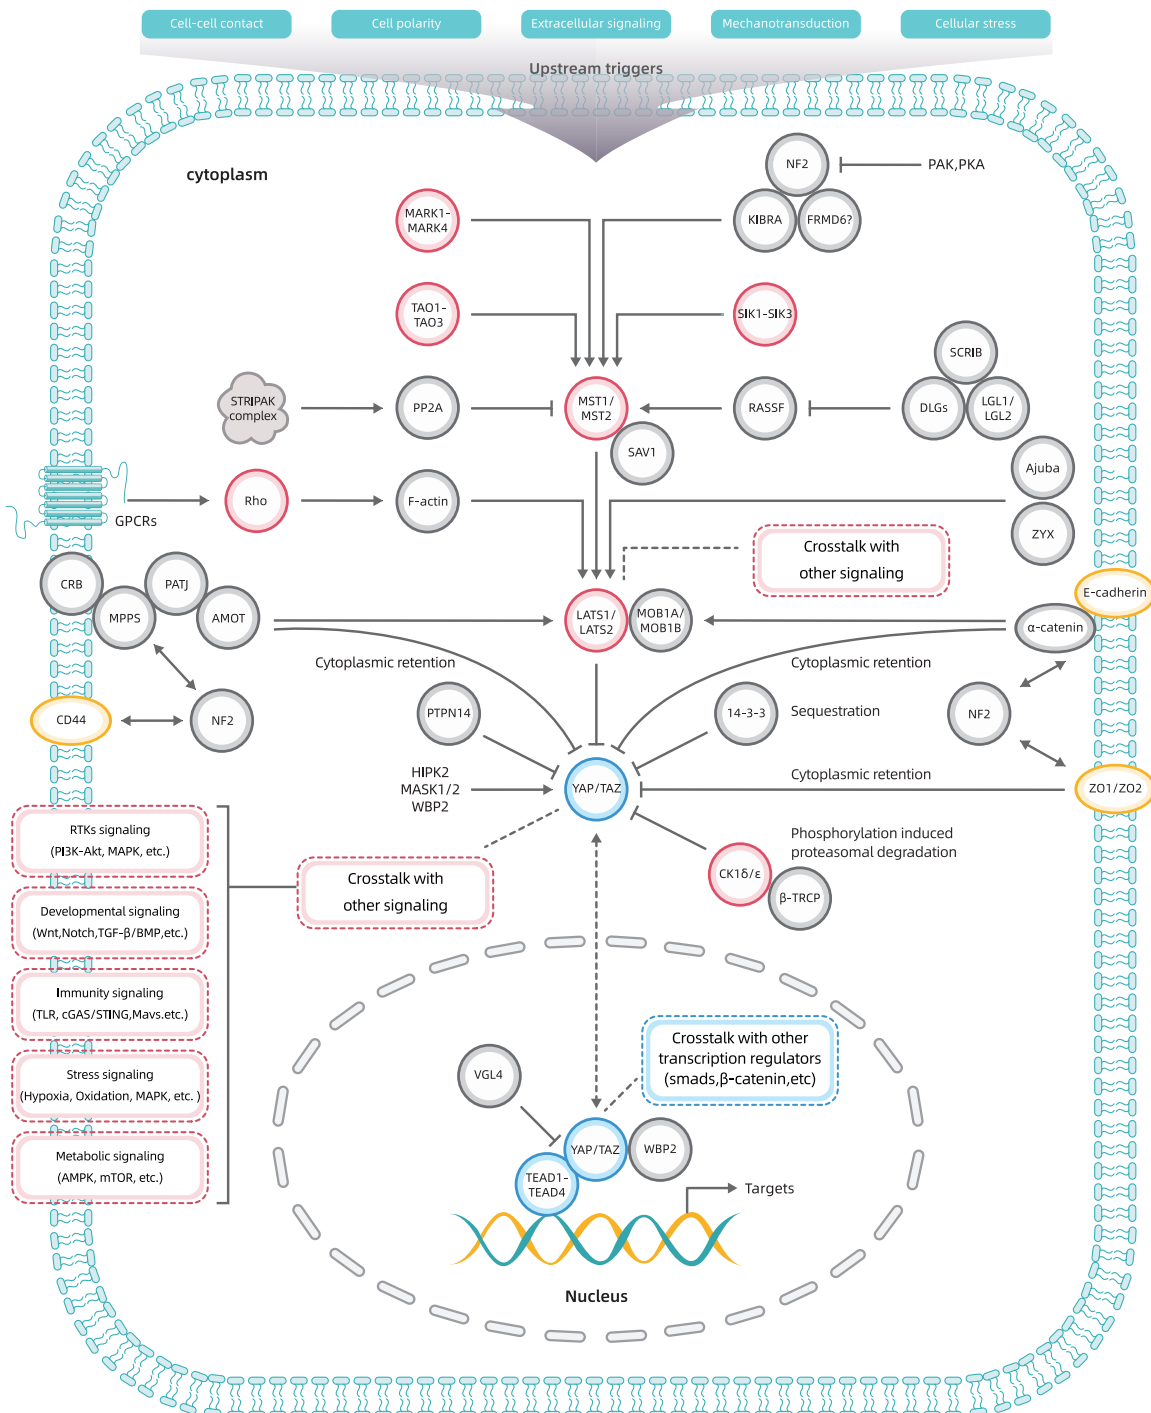 Cell-cell contact
Cell polarity
Extracellular signaling
Mechanotransduction
Cellular stress
Upstream triggers
cytoplasm
NF2
PAK,PKA
MARK1-
MARK4
KIBRA
FRMD6?
TAO1-
TAO3
SIK1-SIK3
SCRIB
STRIPAK
complex
PP2A
MST1/
MST2
RASSF
DLGs
LGL1/
LGL2
SAV1
Ajuba
Rho
F-actin
GPCRs
ZYX
Crosstalk with
other signaling
CRB
PATJ
MPPS
AMOT
LATS1/
LATS2
MOB1A/
MOB1B
E-cadherin
α-catenin
Cytoplasmic retention
Cytoplasmic retention
CD44
NF2
PTPN14
14-3-3
Sequestration
NF2
HIPK2
MASK1/2
WBP2
YAP/TAZ
Cytoplasmic retention
ZO1/ZO2
RTKs signaling
(PI3K-Akt, MAPK, etc.)
Phosphorylation induced
proteasomal degradation
Crosstalk with
other signaling
CK1δ/ε
β-TRCP
Developmental signaling
(Wnt,Notch,TGF-β/BMP,etc.)
Immunity signaling
(TLR, cGAS/STING,Mavs.etc.)
Stress signaling
(Hypoxia, Oxidation, MAPK, etc. )
Metabolic signaling
(AMPK, mTOR, etc.)
Crosstalk with other
transcription regulators
(smads,β-catenin,etc)
VGL4
YAP/TAZ
WBP2
TEAD1-
TEAD4
Targets
Nucleus